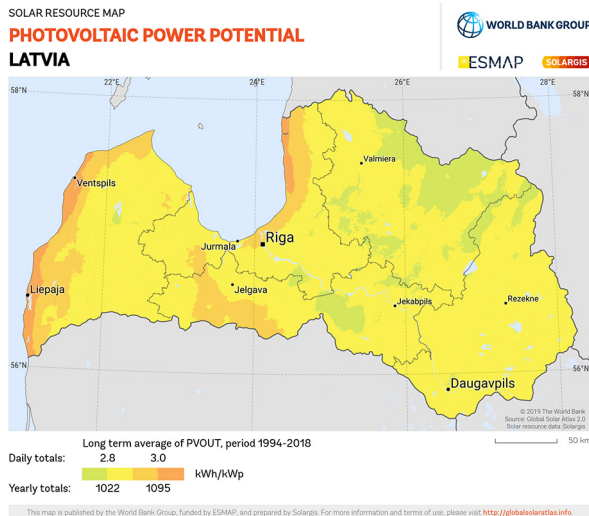 SOLAR RESOURCE MAP
PHOTOVOLTAIC POWER POTENTIAL
LATVIA
WORLD BANK GROUP
ESMAP
SOLARGIS
22°E
24°E
26°E
28°E
58°N
58°N
Valmiera
Ventspils
Riga
Jurmala
Liepaja
Jelgava
Jekabpils
Rezekne
56°N
56°N
Daugavpils
© 2019 The World Bank
Source: Global Solar Atlas 2.0
Solar resource data: Solargis
50 km
Long term average of PVOUT, period 1994-2018
Daily totals: 2.8 3.0
kWh/kWp
Yearly totals: 1022 1095
This map is published by the World Bank Group, funded by ESMAP, and prepared by Solargis. For more information and terms of use, please visit http://globalsolaratlas.info.